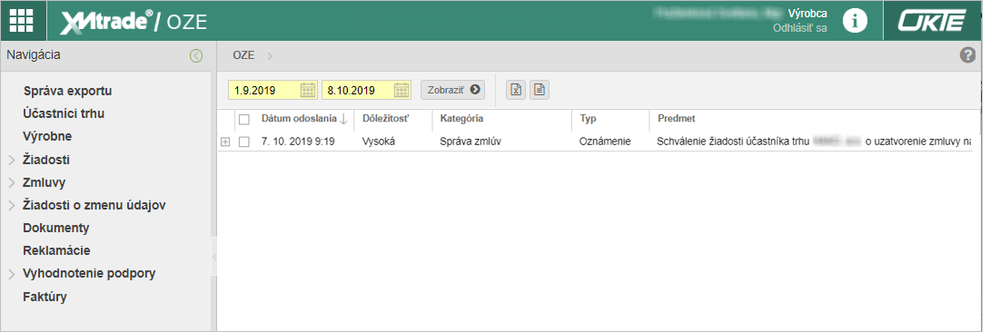 XMtrade® / OZE
Výrobca
Odhlásiť sa
i
OKTE
Navigácia
OZE
?
Správa exportu
Účastníci trhu
Výrobne
Žiadosti
Zmluvy
Žiadosti o zmenu údajov
Dokumenty
Reklamácie
Vyhodnotenie podpory
Faktúry
1.9.2019 8.10.2019 Zobraziť
Dátum odoslania Dôležitosť Kategória Typ Predmet
7. 10. 2019 9:19 Vysoká Správa zmlúv Oznámenie Schválenie žiadosti účastníka trhu o uzatvorenie zmluvy na